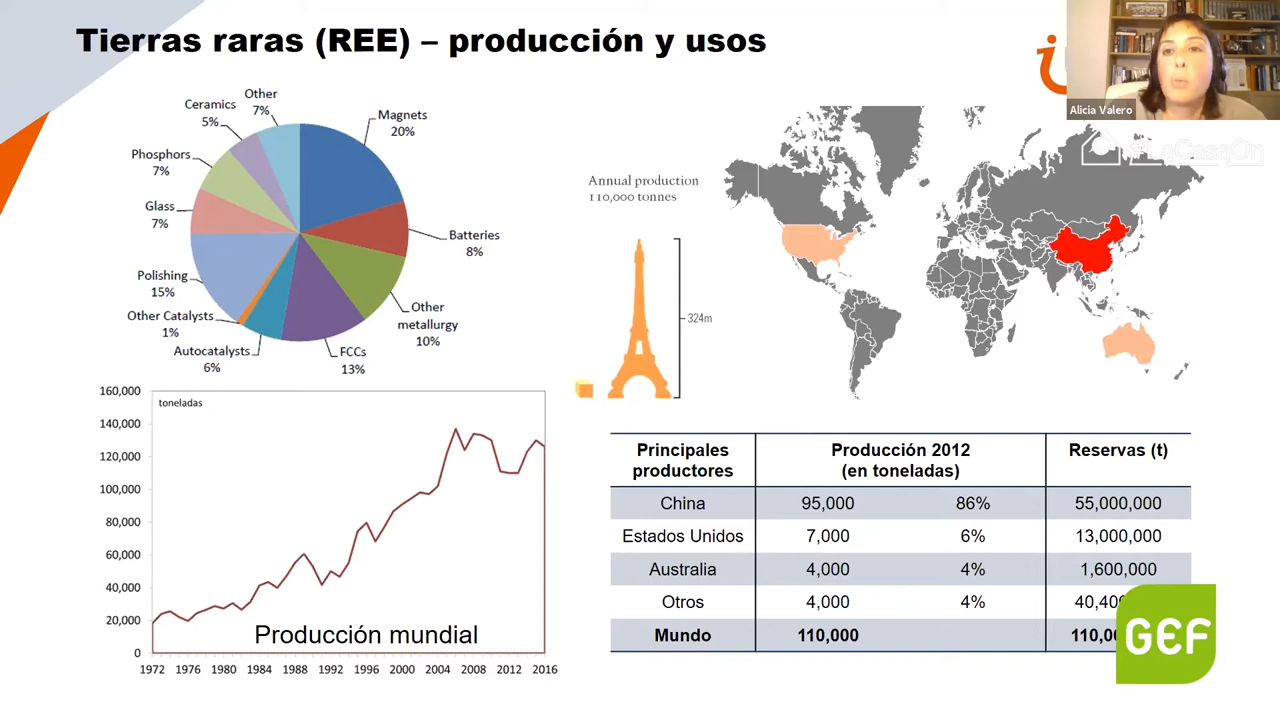 Tierras raras (REE) – producción y usos
Alicia Valero
#LaCasaOn
Other
7%
Ceramics
5%
Phosphors
7%
Glass
7%
Polishing
15%
Other Catalysts
1%
Autocatalysts
6%
FCCs
13%
Other
metallurgy
10%
Batteries
8%
Magnets
20%
Annual production
110,000 tonnes
324m
160,000
140,000
120,000
100,000
80,000
60,000
40,000
20,000
0
toneladas
Producción mundial
1972 1976 1980 1984 1988 1992 1996 2000 2004 2008 2012 2016
Principales productores Producción 2012 (en toneladas) Reservas (t)
China 95,000 86% 55,000,000
Estados Unidos 7,000 6% 13,000,000
Australia 4,000 4% 1,600,000
Otros 4,000 4%
Mundo 110,000
GEF